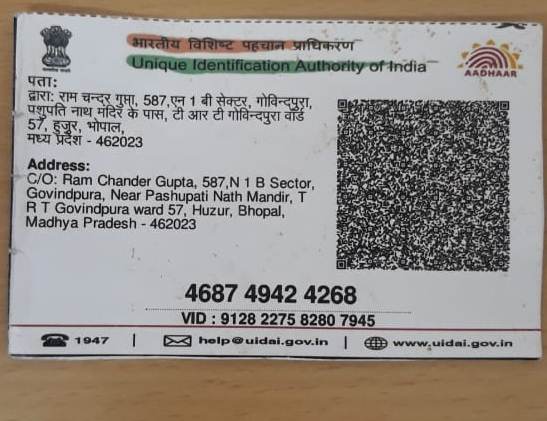 भारतीय विशिष्ट पहचान प्राधिकरण
Unique Identification Authority of India
AADHAAR
पता:
द्वारा: राम चन्दर गुप्ता, 587,एन 1 बी सेक्टर, गोविन्दपुरा,
पशुपति नाथ मंदिर के पास, टी आर टी गोविन्दपुरा वार्ड
57, हुजुर, भोपाल,
मध्य प्रदेश - 462023
Address:
C/O: Ram Chander Gupta, 587,N 1 B Sector,
Govindpura, Near Pashupati Nath Mandir, T
R T Govindpura ward 57, Huzur, Bhopal,
Madhya Pradesh - 462023
4687 4942 4268
VID : 9128 2275 8280 7945
1947 | help@uidai.gov.in | www.uidai.gov.in